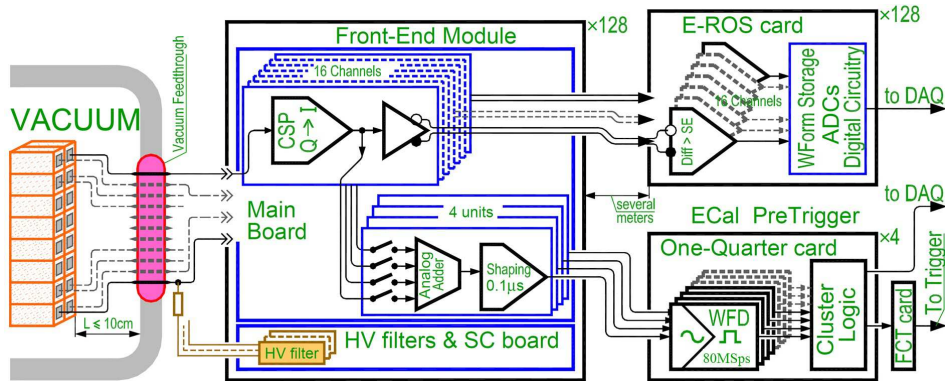 VACUUM
Vacuum Feedthrough
L ⩽ 10cm
Front-End Module
×128
16 Channels
CSP
Q → I
Main
Board
4 units
Analog
Adder
Shaping
0.1µs
HV filters & SC board
HV filter
several
meters
E-ROS card
×128
16 Channels
Diff > SE
WForm Storage
ADCs
Digital Circuitry
to DAQ
to DAQ
ECal PreTrigger
One-Quarter card
×4
WFD
80MSps
Cluster
Logic
FCT card
To Trigger